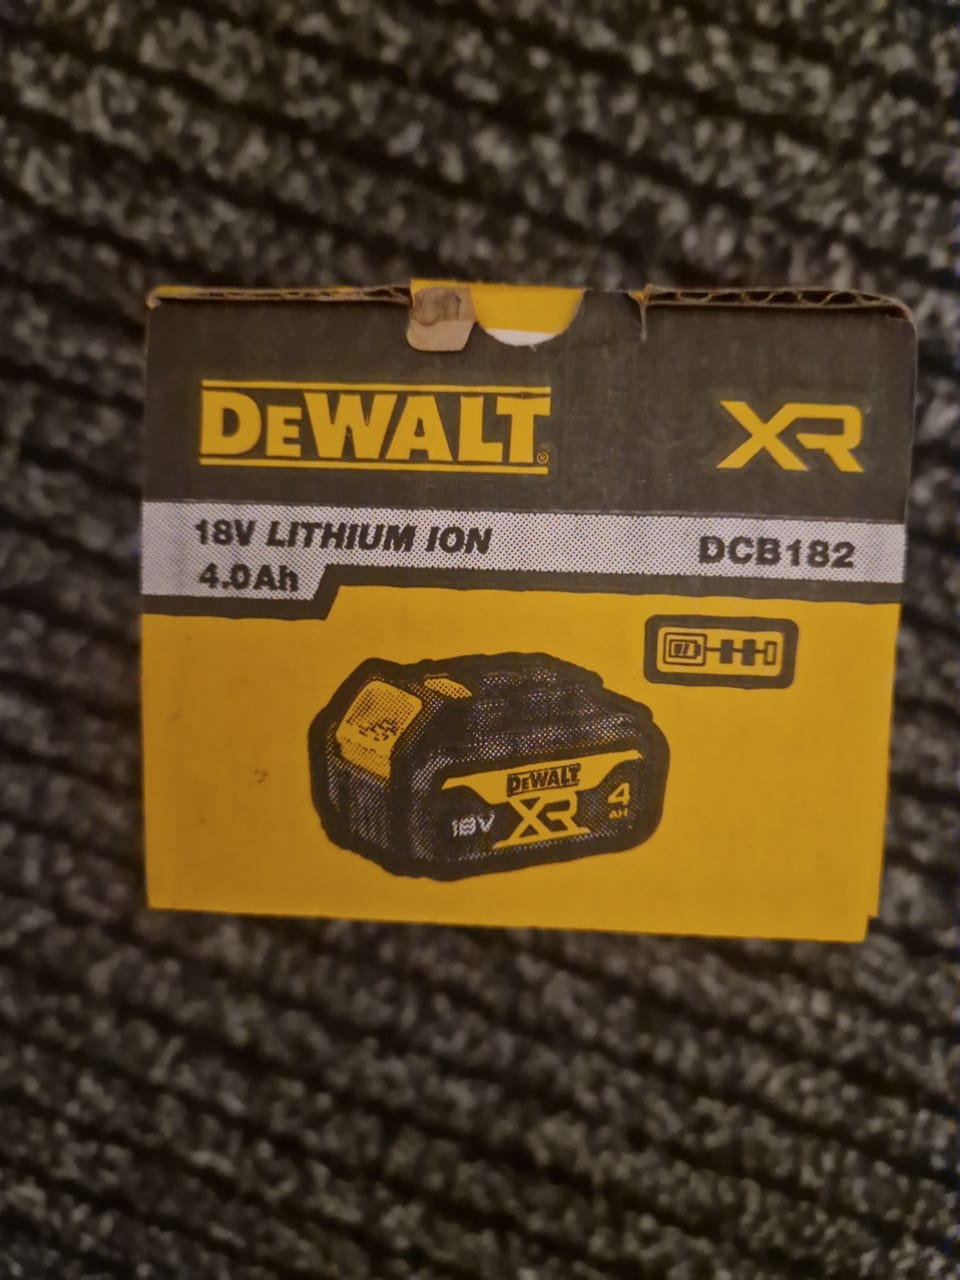 DEWALT®
XR
18V LITHIUM ION
4.0Ah
DCB182
DEWALT
XR
18V
4
AH